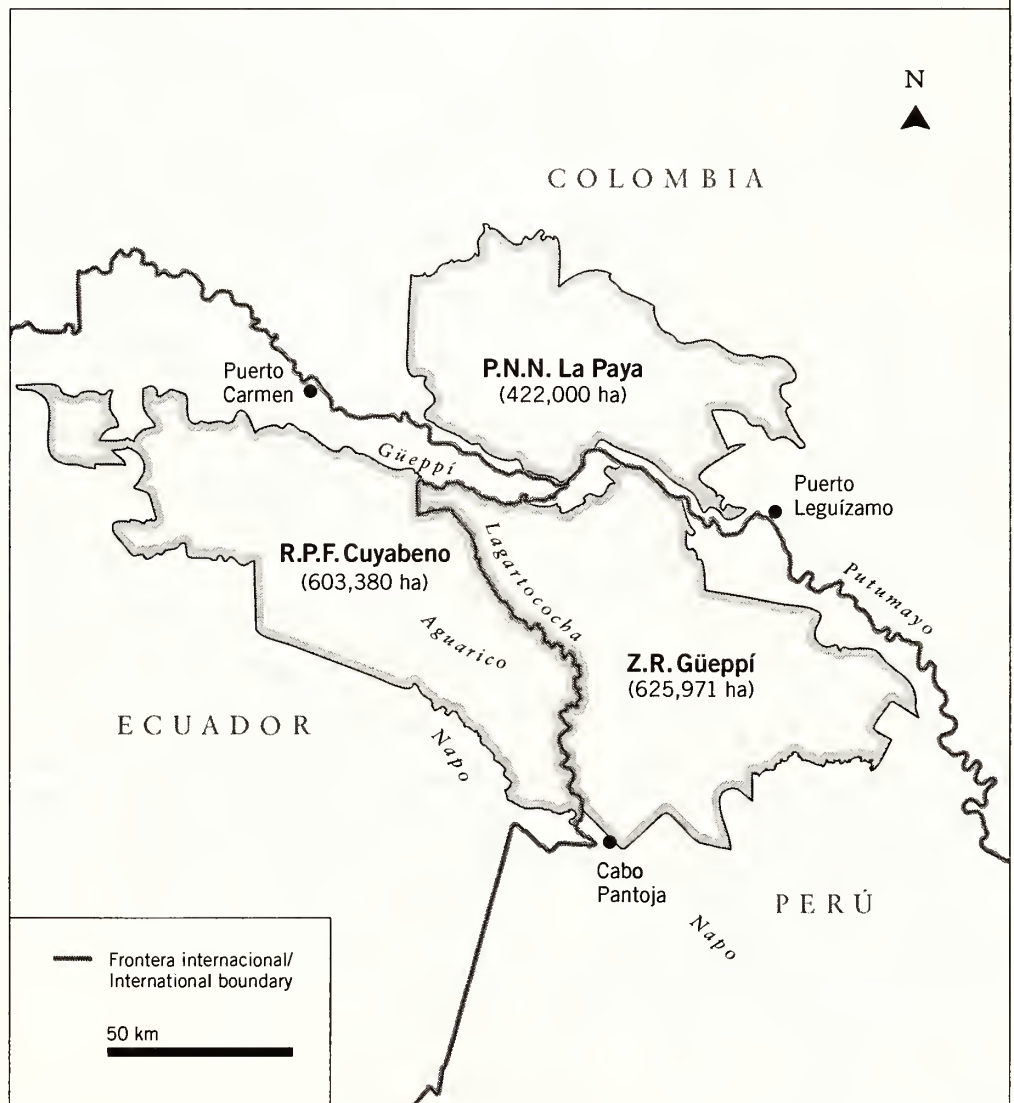 N
COLOMBIA
P.N.N. La Paya
(422,000 ha)
Puerto
Carmen
Güeppí
Puerto
Leguízamo
R.P.F. Cuyabeno
(603,380 ha)
Lagartococha
Putumayo
Aguarico
Z.R. Güeppí
(625,971 ha)
ECUADOR
Napo
Cabo
Pantoja
PERÚ
Napo
Frontera internacional/
International boundary
50 km